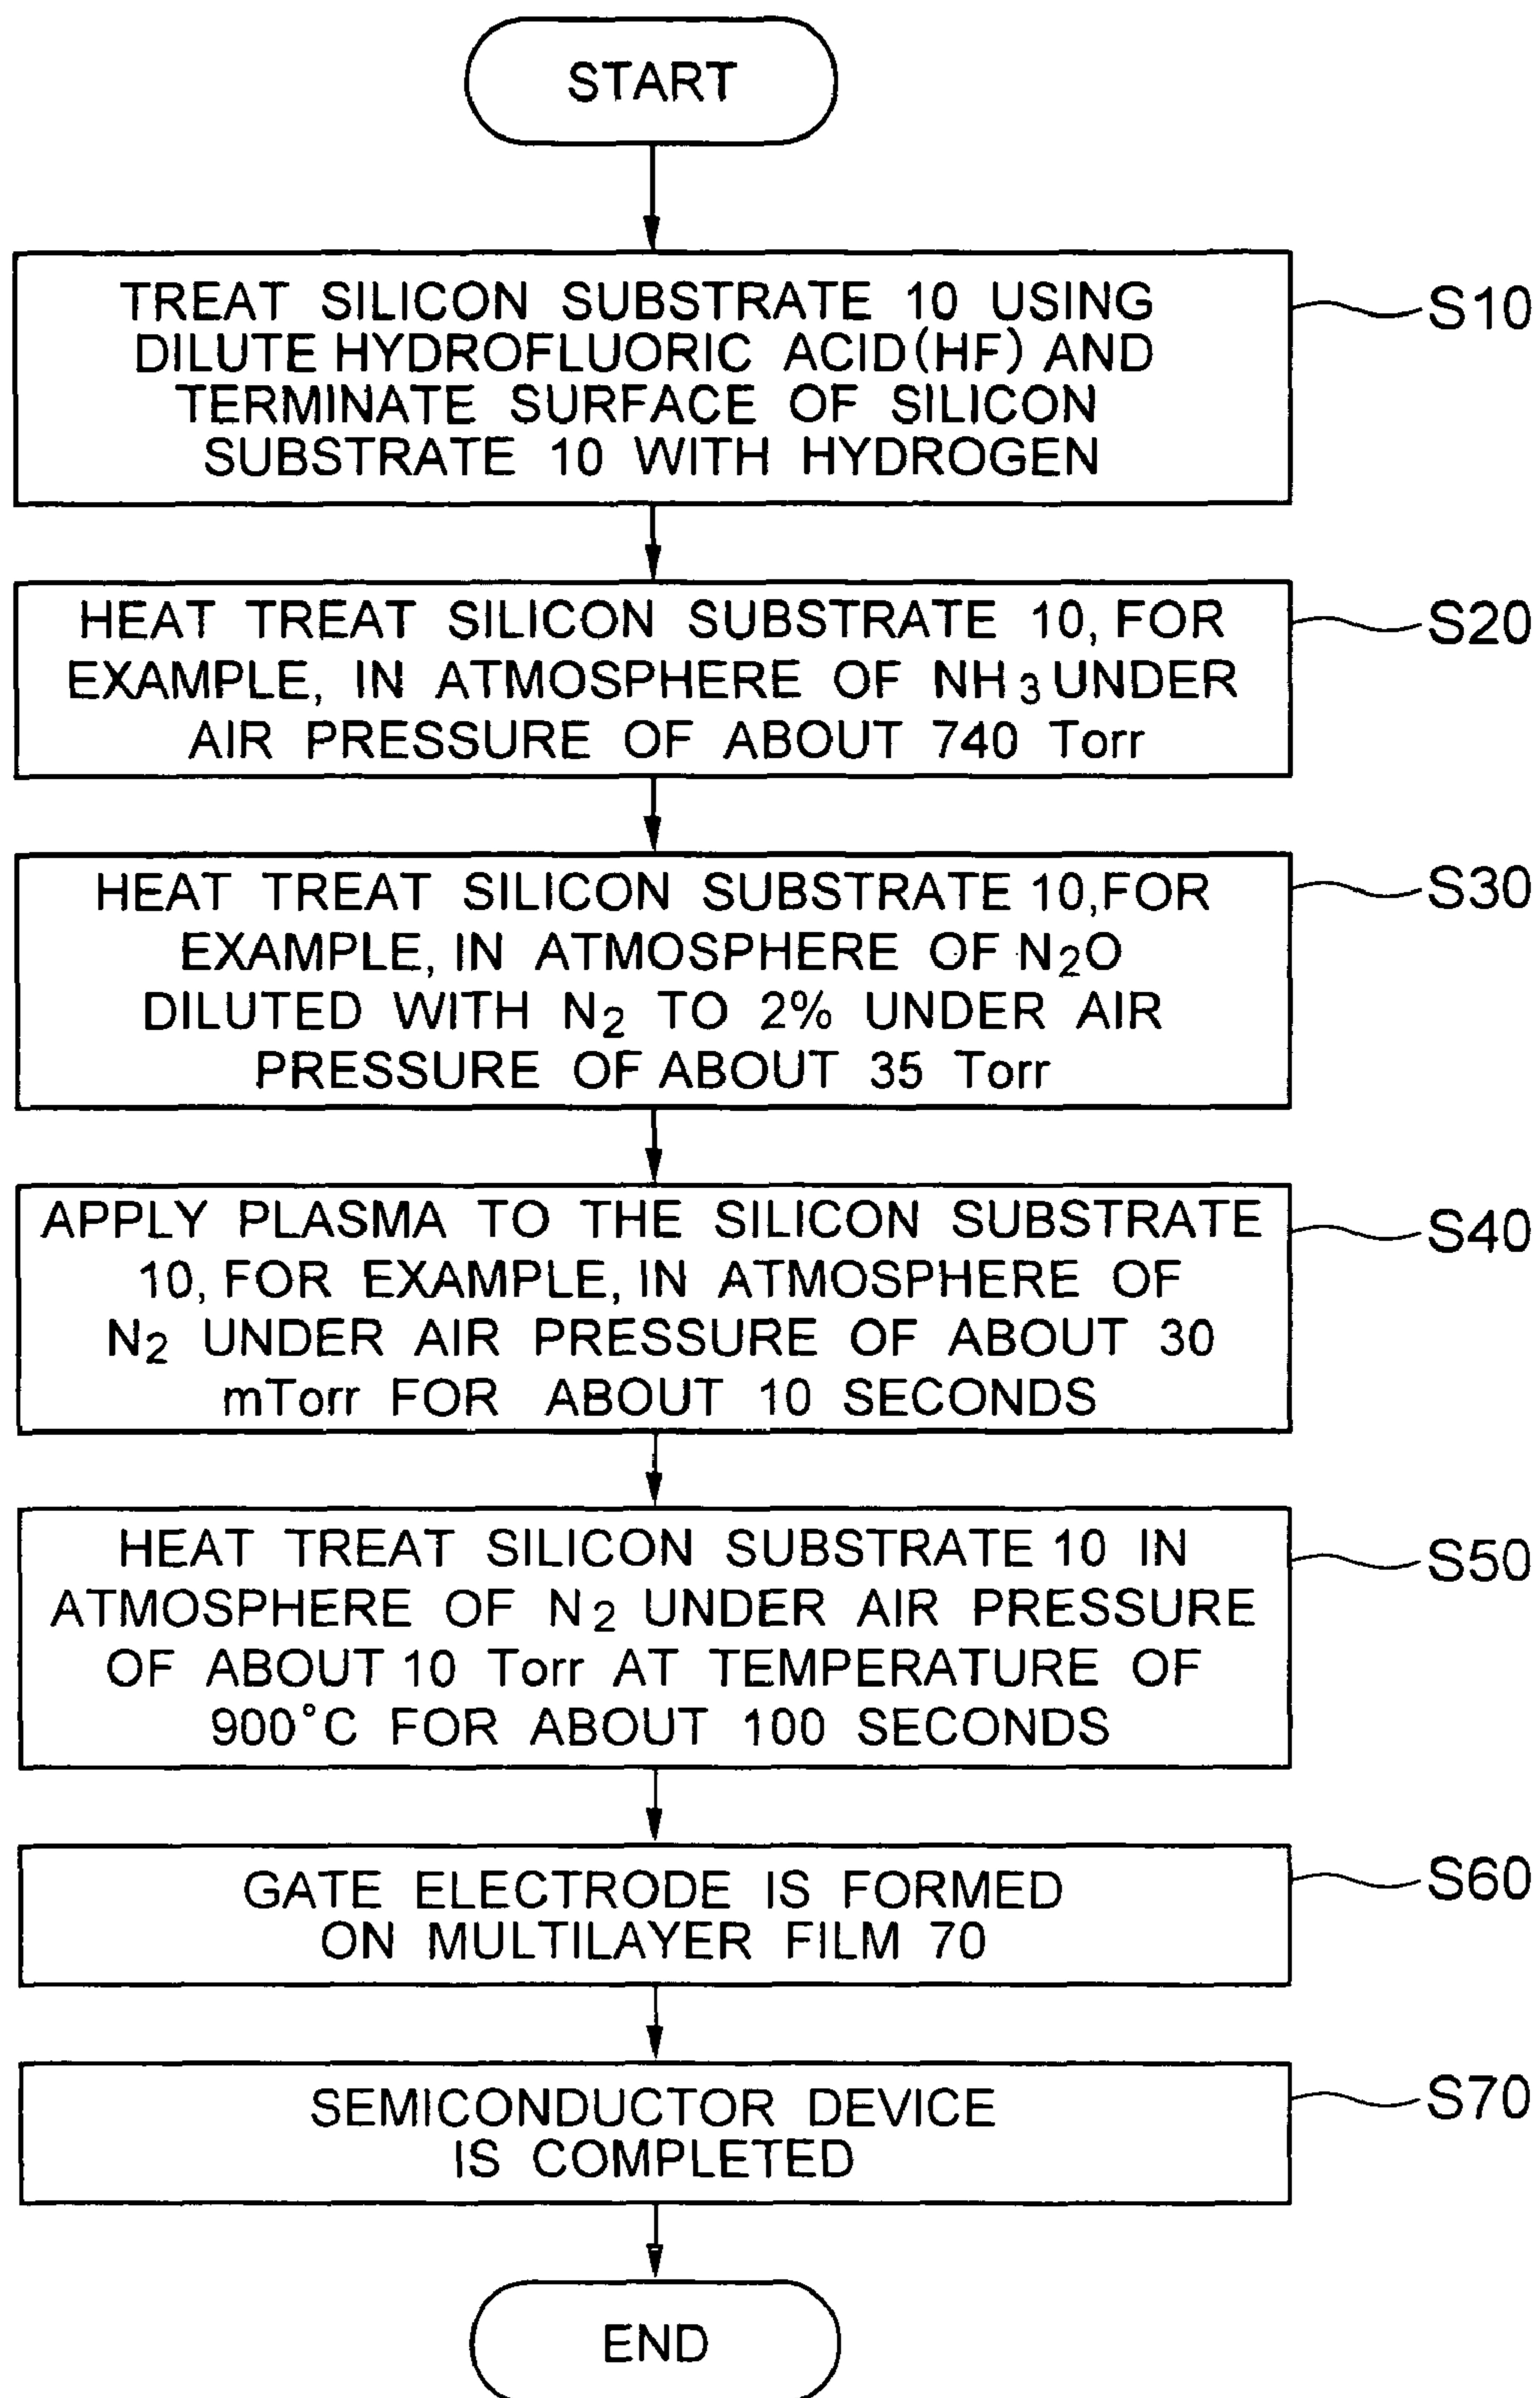 START
TREAT SILICON SUBSTRATE 10 USING
DILUTE HYDROFLUORIC ACID(HF) AND
TERMINATE SURFACE OF SILICON
SUBSTRATE 10 WITH HYDROGEN
S10
HEAT TREAT SILICON SUBSTRATE 10, FOR
EXAMPLE, IN ATMOSPHERE OF NH₃ UNDER
AIR PRESSURE OF ABOUT 740 Torr
S20
HEAT TREAT SILICON SUBSTRATE 10, FOR
EXAMPLE, IN ATMOSPHERE OF N₂O
DILUTED WITH N₂ TO 2% UNDER AIR
PRESSURE OF ABOUT 35 Torr
S30
APPLY PLASMA TO THE SILICON SUBSTRATE
10, FOR EXAMPLE, IN ATMOSPHERE OF
N₂ UNDER AIR PRESSURE OF ABOUT 30
mTorr FOR ABOUT 10 SECONDS
S40
HEAT TREAT SILICON SUBSTRATE 10 IN
ATMOSPHERE OF N₂ UNDER AIR PRESSURE
OF ABOUT 10 Torr AT TEMPERATURE OF
900°C FOR ABOUT 100 SECONDS
S50
GATE ELECTRODE IS FORMED
ON MULTILAYER FILM 70
S60
SEMICONDUCTOR DEVICE
IS COMPLETED
S70
END